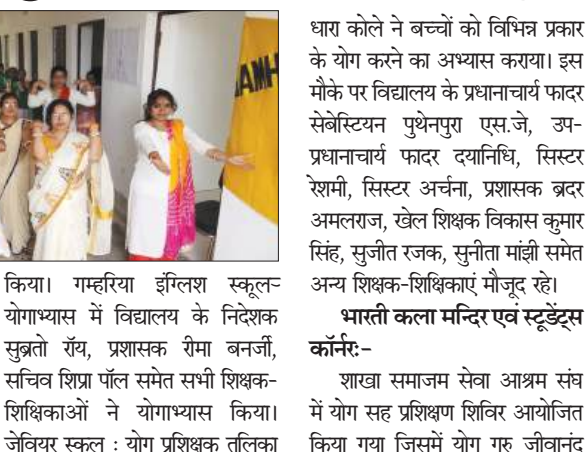 किया। गम्हरिया इंग्लिश स्कूल-
योगाभ्यास में विद्यालय के निदेशक
सुब्रतो रॉय, प्रशासक रीमा बनर्जी,
सचिव शिप्रा पॉल समेत सभी शिक्षक-
शिक्षिकाओं ने योगाभ्यास किया।
जेवियर स्कूल : योग प्रशिक्षक तुलिका
धारा कोले ने बच्चों को विभिन्न प्रकार
के योग करने का अभ्यास कराया। इस
मौके पर विद्यालय के प्रधानाचार्य फादर
सेबेस्टियन पुथेनपुरा एस.जे, उप-
प्रधानाचार्य फादर दयानिधि, सिस्टर
रेशमी, सिस्टर अर्चना, प्रशासक ब्रदर
अमलराज, खेल शिक्षक विकास कुमार
सिंह, सुजीत रजक, सुनीता मांझी समेत
अन्य शिक्षक-शिक्षिकाएं मौजूद रहे।
भारती कला मन्दिर एवं स्टूडेंट्स
कॉर्नरः-
शाखा समाजम सेवा आश्रम संघ
में योग सह प्रशिक्षण शिविर आयोजित
किया गया जिसमें योग गुरु जीवानंद